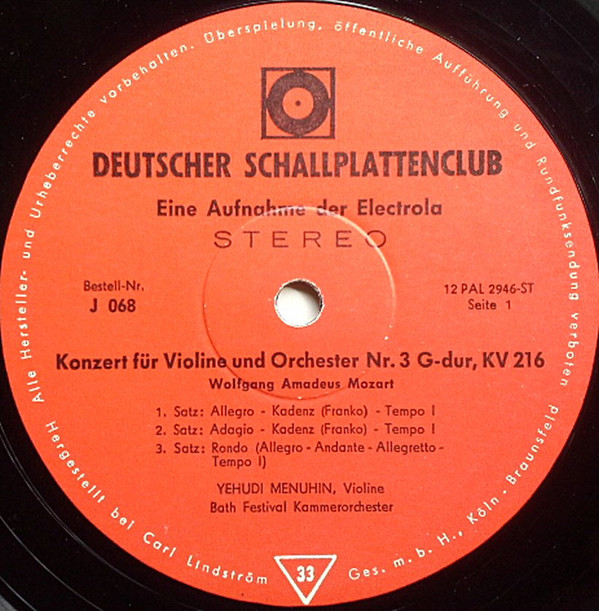 Alle Hersteller- und Urheberrechte vorbehalten. Überspielung, öffentliche Aufführung und Rundfunksendung verboten
DEUTSCHER SCHALLPLATTENCLUB
Eine Aufnahme der Electrola
STEREO
Bestell-Nr.
J 068
12 PAL 2946-ST
Seite 1
Konzert für Violine und Orchester Nr. 3 G-dur, KV 216
Wolfgang Amadeus Mozart
1. Satz: Allegro - Kadenz (Franko) - Tempo I
2. Satz: Adagio - Kadenz (Franko) - Tempo I
3. Satz: Rondo (Allegro - Andante - Allegretto -
Tempo I)
YEHUDI MENUHIN, Violine
Bath Festival Kammerorchester
Hergestellt bei Carl Lindström Ges. m. b. H., Köln - Braunsfeld
33